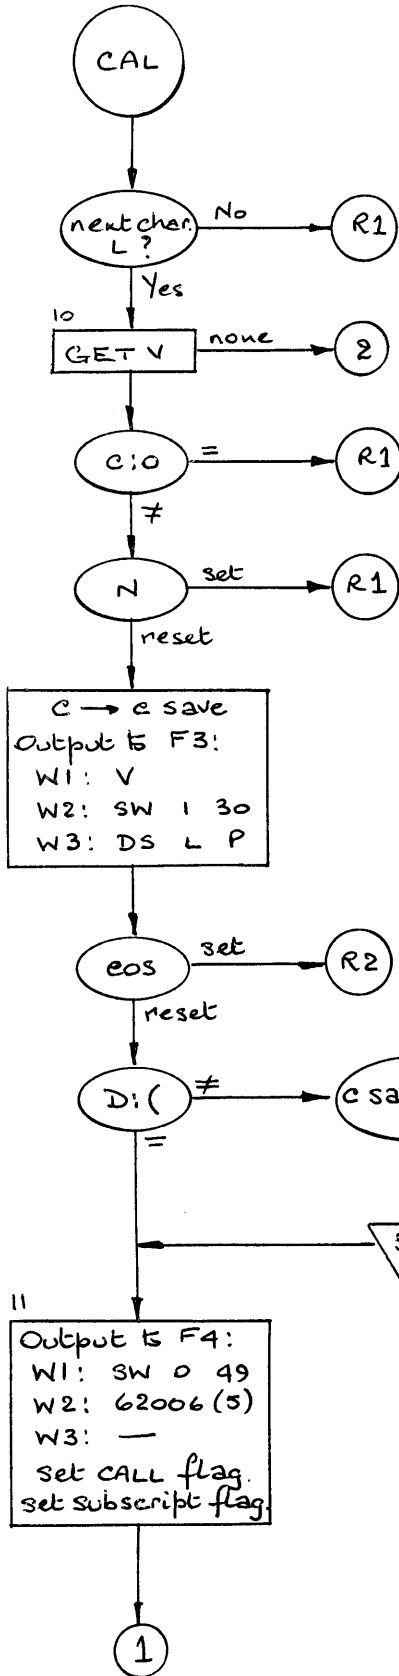 CAL
next char. No R1
L ?
Yes
10
GET V none 2
C:0 = R1
≠
N set R1
reset
C → c save
Output to F3:
W1: V
W2: SW 1 30
W3: DS L P
eos set R2
reset
D:( ≠ c sa
=
11
Output to F4:
W1: SW 0 49
W2: 62006 (5)
W3: —
set CALL flag.
set subscript flag.
1